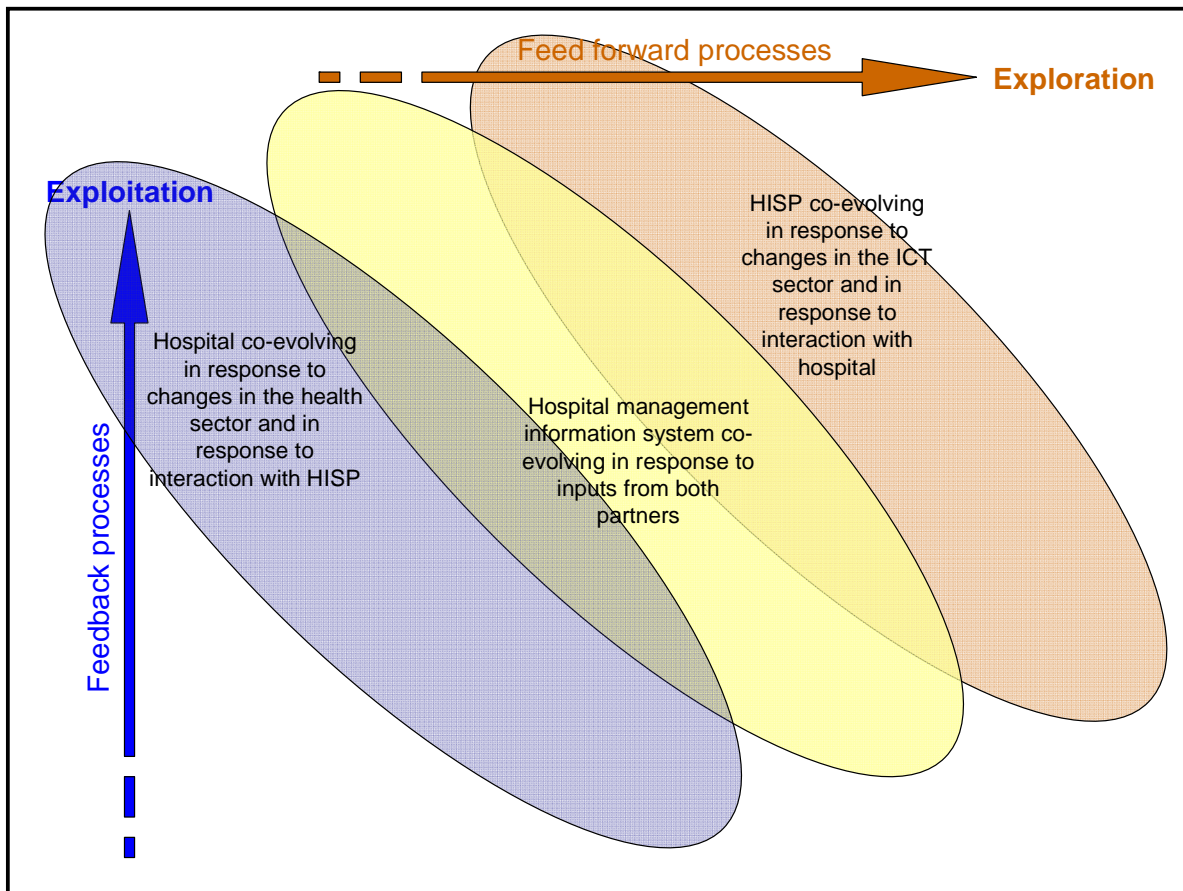 Feed forward processes
Exploration
Exploitation
Feedback processes
Hospital co-evolving
in response to
changes in the health
sector and in
response to
interaction with HISP
Hospital management
information system co-
evolving in response to
inputs from both
partners
HISP co-evolving
in response to
changes in the ICT
sector and in
response to
interaction with
hospital